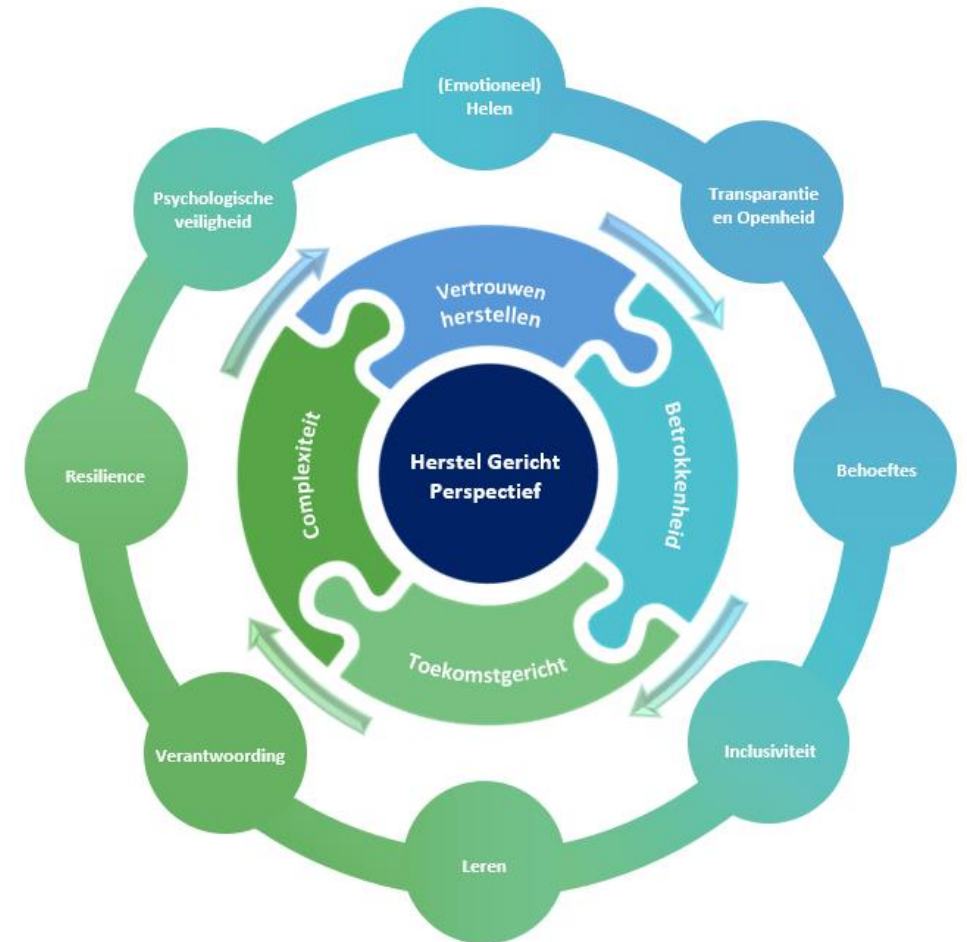 (Emotioneel)
Helen
Transparantie
en Openheid
Psychologische
veiligheid
Vertrouwen
herstellen
Betrokkenheid
Complexiteit
Herstel Gericht
Perspectief
Resilience
Behoeftes
Toekomstgericht
Verantwoording
Inclusiviteit
Leren